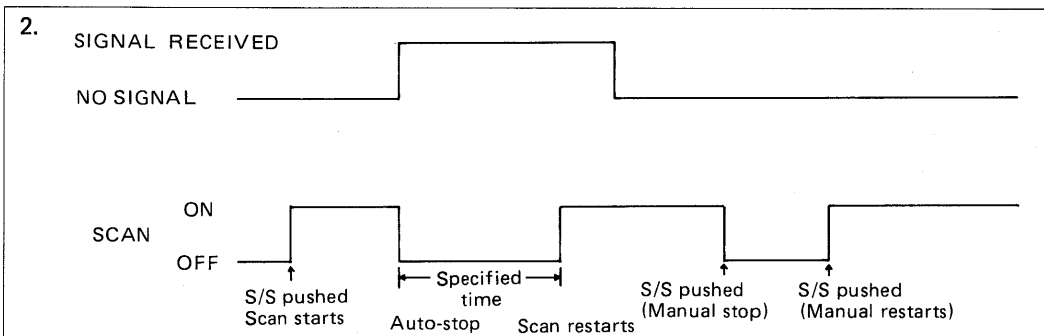 2.
SIGNAL RECEIVED
NO SIGNAL
ON
SCAN
OFF
Specified
time
S/S pushed
Scan starts
Auto-stop
Scan restarts
S/S pushed
(Manual stop)
S/S pushed
(Manual restarts)